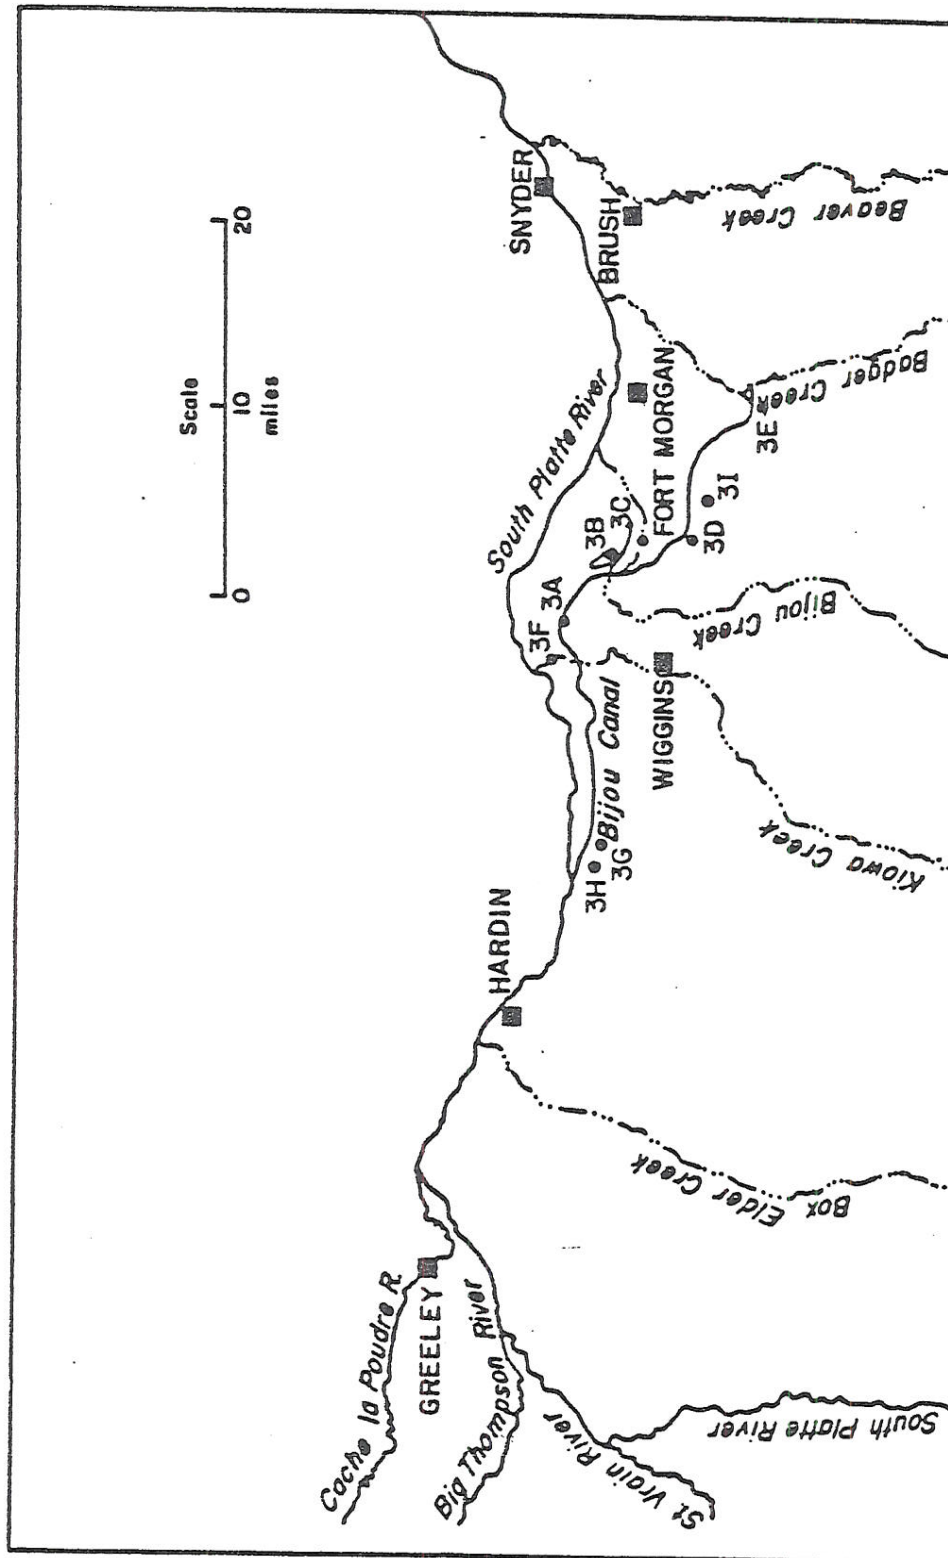 Scale
0
10
20
miles
Cache la Poudre R.
GREELEY
Big Thompson River
St. Vrain River
South Platte River
Box Elder Creek
HARDIN
3H
3G
Bijou Canal
Kiowa Creek
WIGGINS
3F
3A
Bijou Creek
3B
3C
South Platte River
FORT MORGAN
3D
3I
3E
Badger Creek
BRUSH
SNYDER
Beaver Creek